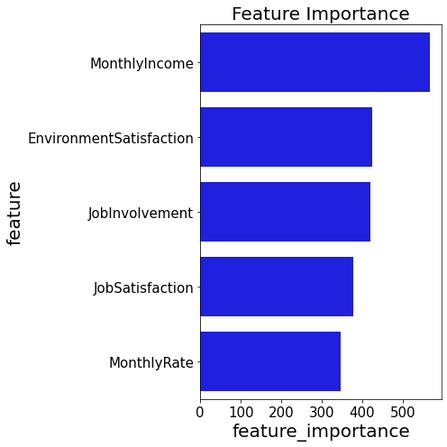 Feature Importance
MonthlyIncome
EnvironmentSatisfaction
JobInvolvement
JobSatisfaction
MonthlyRate
feature
0 100 200 300 400 500
feature_importance